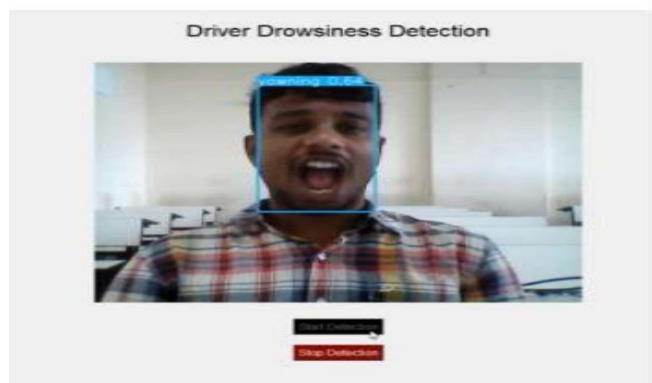 Driver Drowsiness Detection
yawning 0.64
Start Detection
Stop Detection